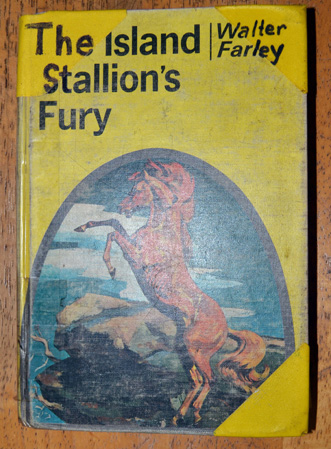 The Island
Stallion's
Fury
Walter
Farley